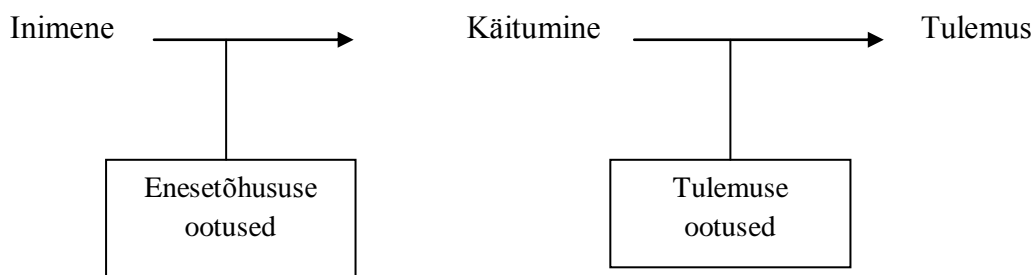 Inimene Käitumine Tulemus
Enesetõhususe
ootused
Tulemuse
ootused